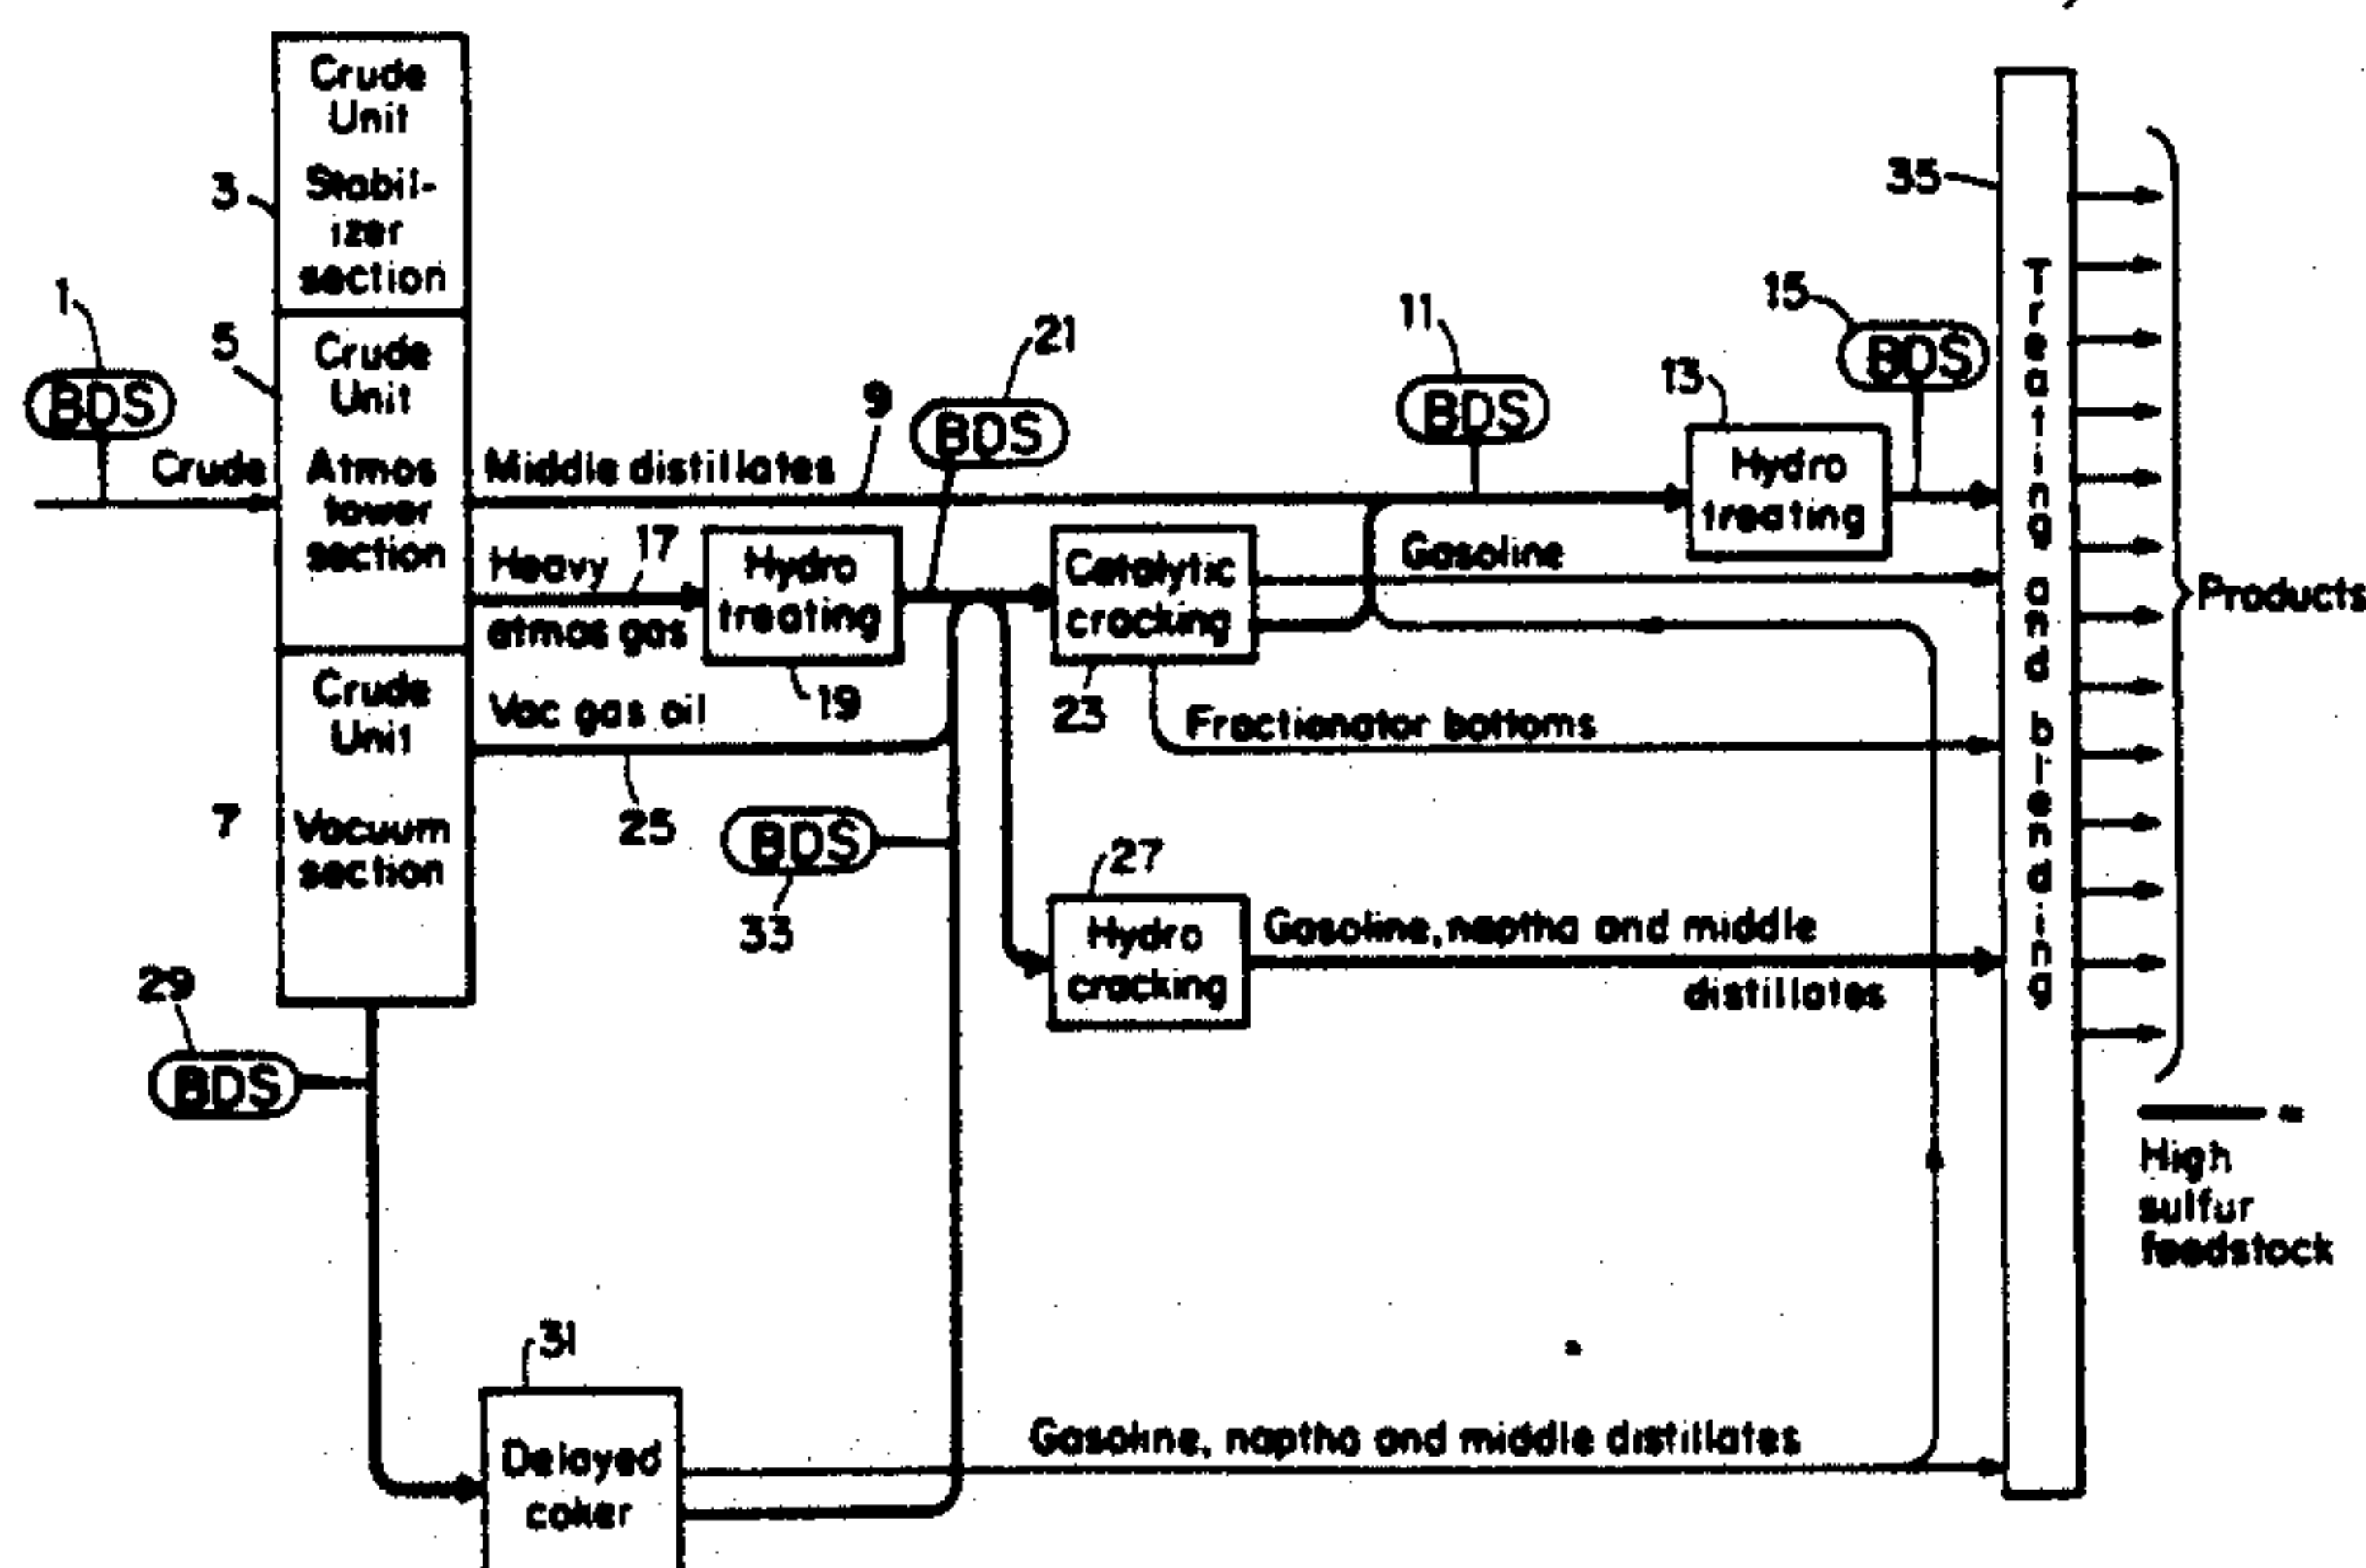 Crude
Unit
Stabil-
izer
section
3
1
BDS
5
Crude
Unit
Atmos
tower
section
Crude
Middle distillates
9
21
BDS
11
BDS
13
Hydro
treating
15
BDS
35
Treating and blending
Products
Heavy
atmos gas
17
Hydro
treating
19
Catalytic
cracking
23
Gasoline
Fractionator bottoms
Crude
Unit
Vacuum
section
7
Vac gas oil
25
BDS
33
27
Hydro
cracking
Gasoline, naptha and middle
distillates
29
BDS
31
Delayed
coker
Gasoline, naptha and middle distillates
=
High
sulfur
feedstock